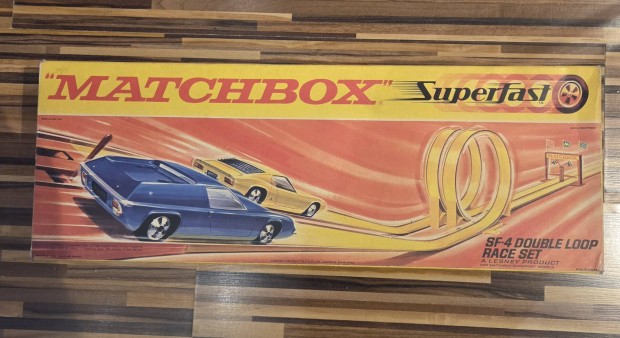 "MATCHBOX" Superfast
SF-4 DOUBLE LOOP
RACE SET
A LESNEY PRODUCT